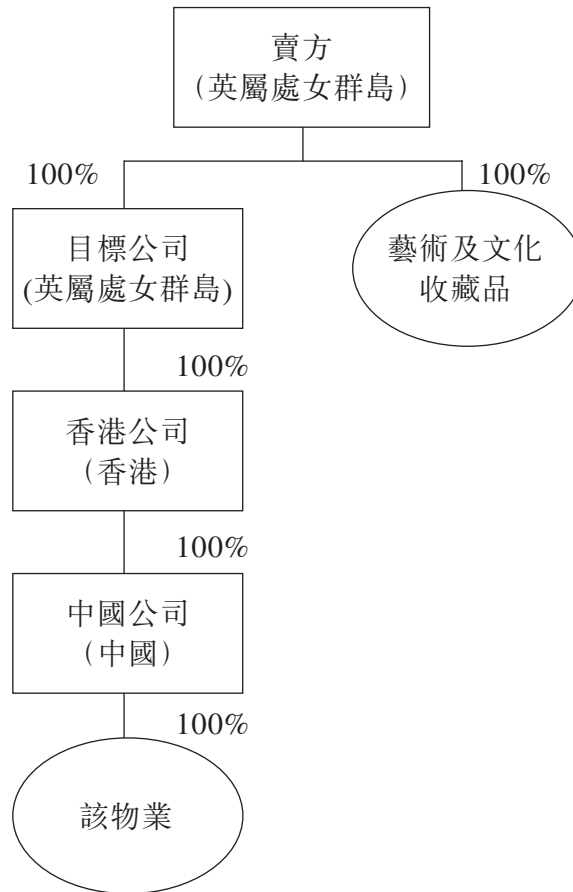 賣方
（英屬處女群島）
100%
100%
目標公司
(英屬處女群島)
藝術及文化
收藏品
100%
香港公司
（香港）
100%
中國公司
（中國）
100%
該物業